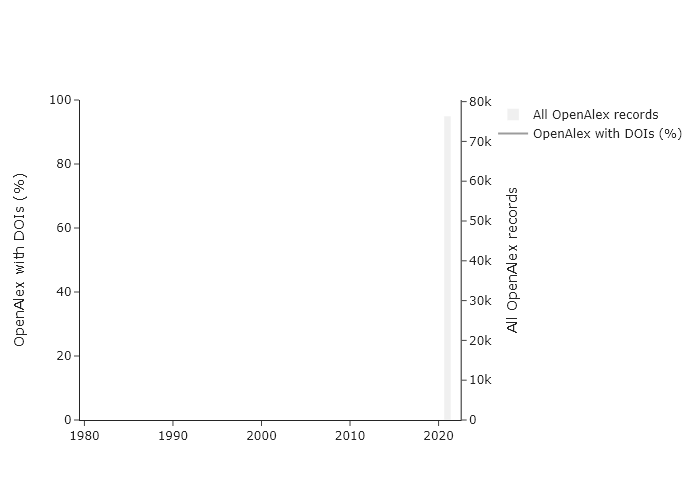 100
80
60
40
20
0
OpenAlex with DOIs (%)
1980
1990
2000
2010
2020
80k
70k
60k
50k
40k
30k
20k
10k
0
All OpenAlex records
All OpenAlex records
OpenAlex with DOIs (%)